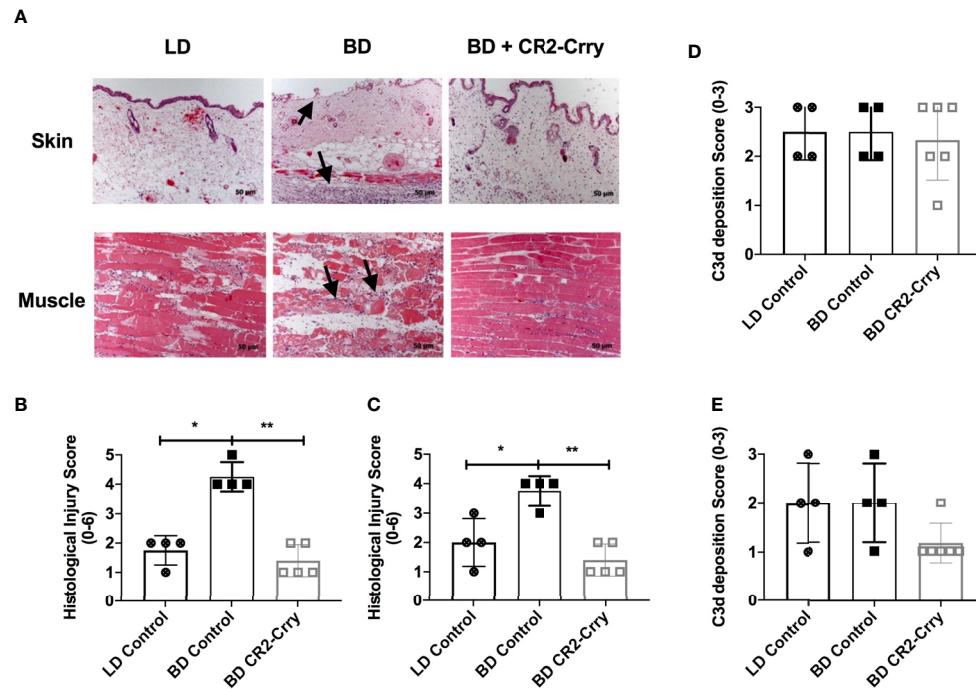 A
LD
BD
BD + CR2-Crry
Skin
50 µm
50 µm
50 µm
Muscle
50 µm
50 µm
50 µm
B
Histological Injury Score
(0-6)
5
4
3
2
1
0
*
**
LD Control
BD Control
BD CR2-Crry
C
Histological Injury Score
(0-6)
5
4
3
2
1
0
*
**
LD Control
BD Control
BD CR2-Crry
D
C3d deposition Score (0-3)
3
2
1
0
LD Control
BD Control
BD CR2-Crry
E
C3d deposition Score (0-3)
3
2
1
0
LD Control
BD Control
BD CR2-Crry